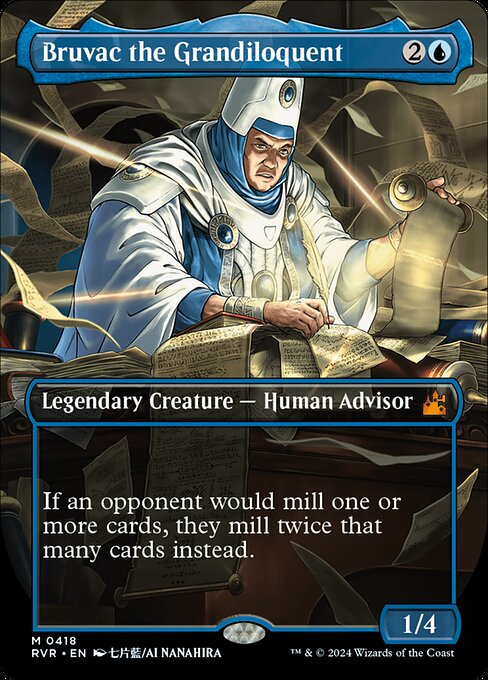 Bruvac the Grandiloquent 2
Legendary Creature — Human Advisor
If an opponent would mill one or
more cards, they mill twice that
many cards instead.
1/4
M 0418
RVR • EN 七片藍/AI NANAHIRA
™ & © 2024 Wizards of the Coast